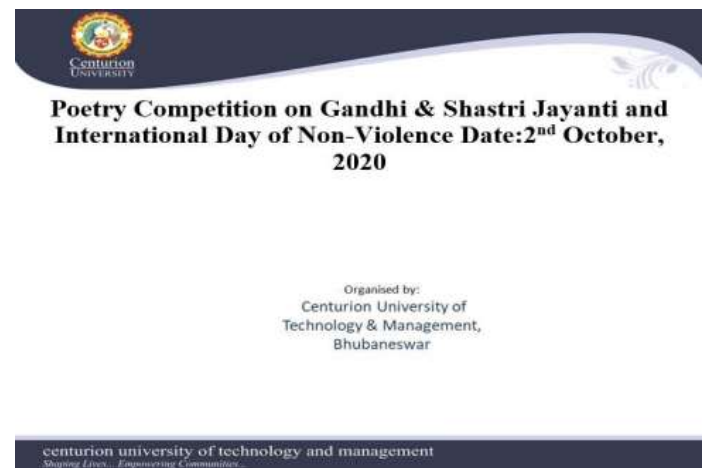 Centurion
UNIVERSITY
Poetry Competition on Gandhi & Shastri Jayanti and
International Day of Non-Violence Date:2nd October,
2020
Organised by:
Centurion University of
Technology & Management,
Bhubaneswar
centurion university of technology and management
Shaping Lives... Empowering Communities...